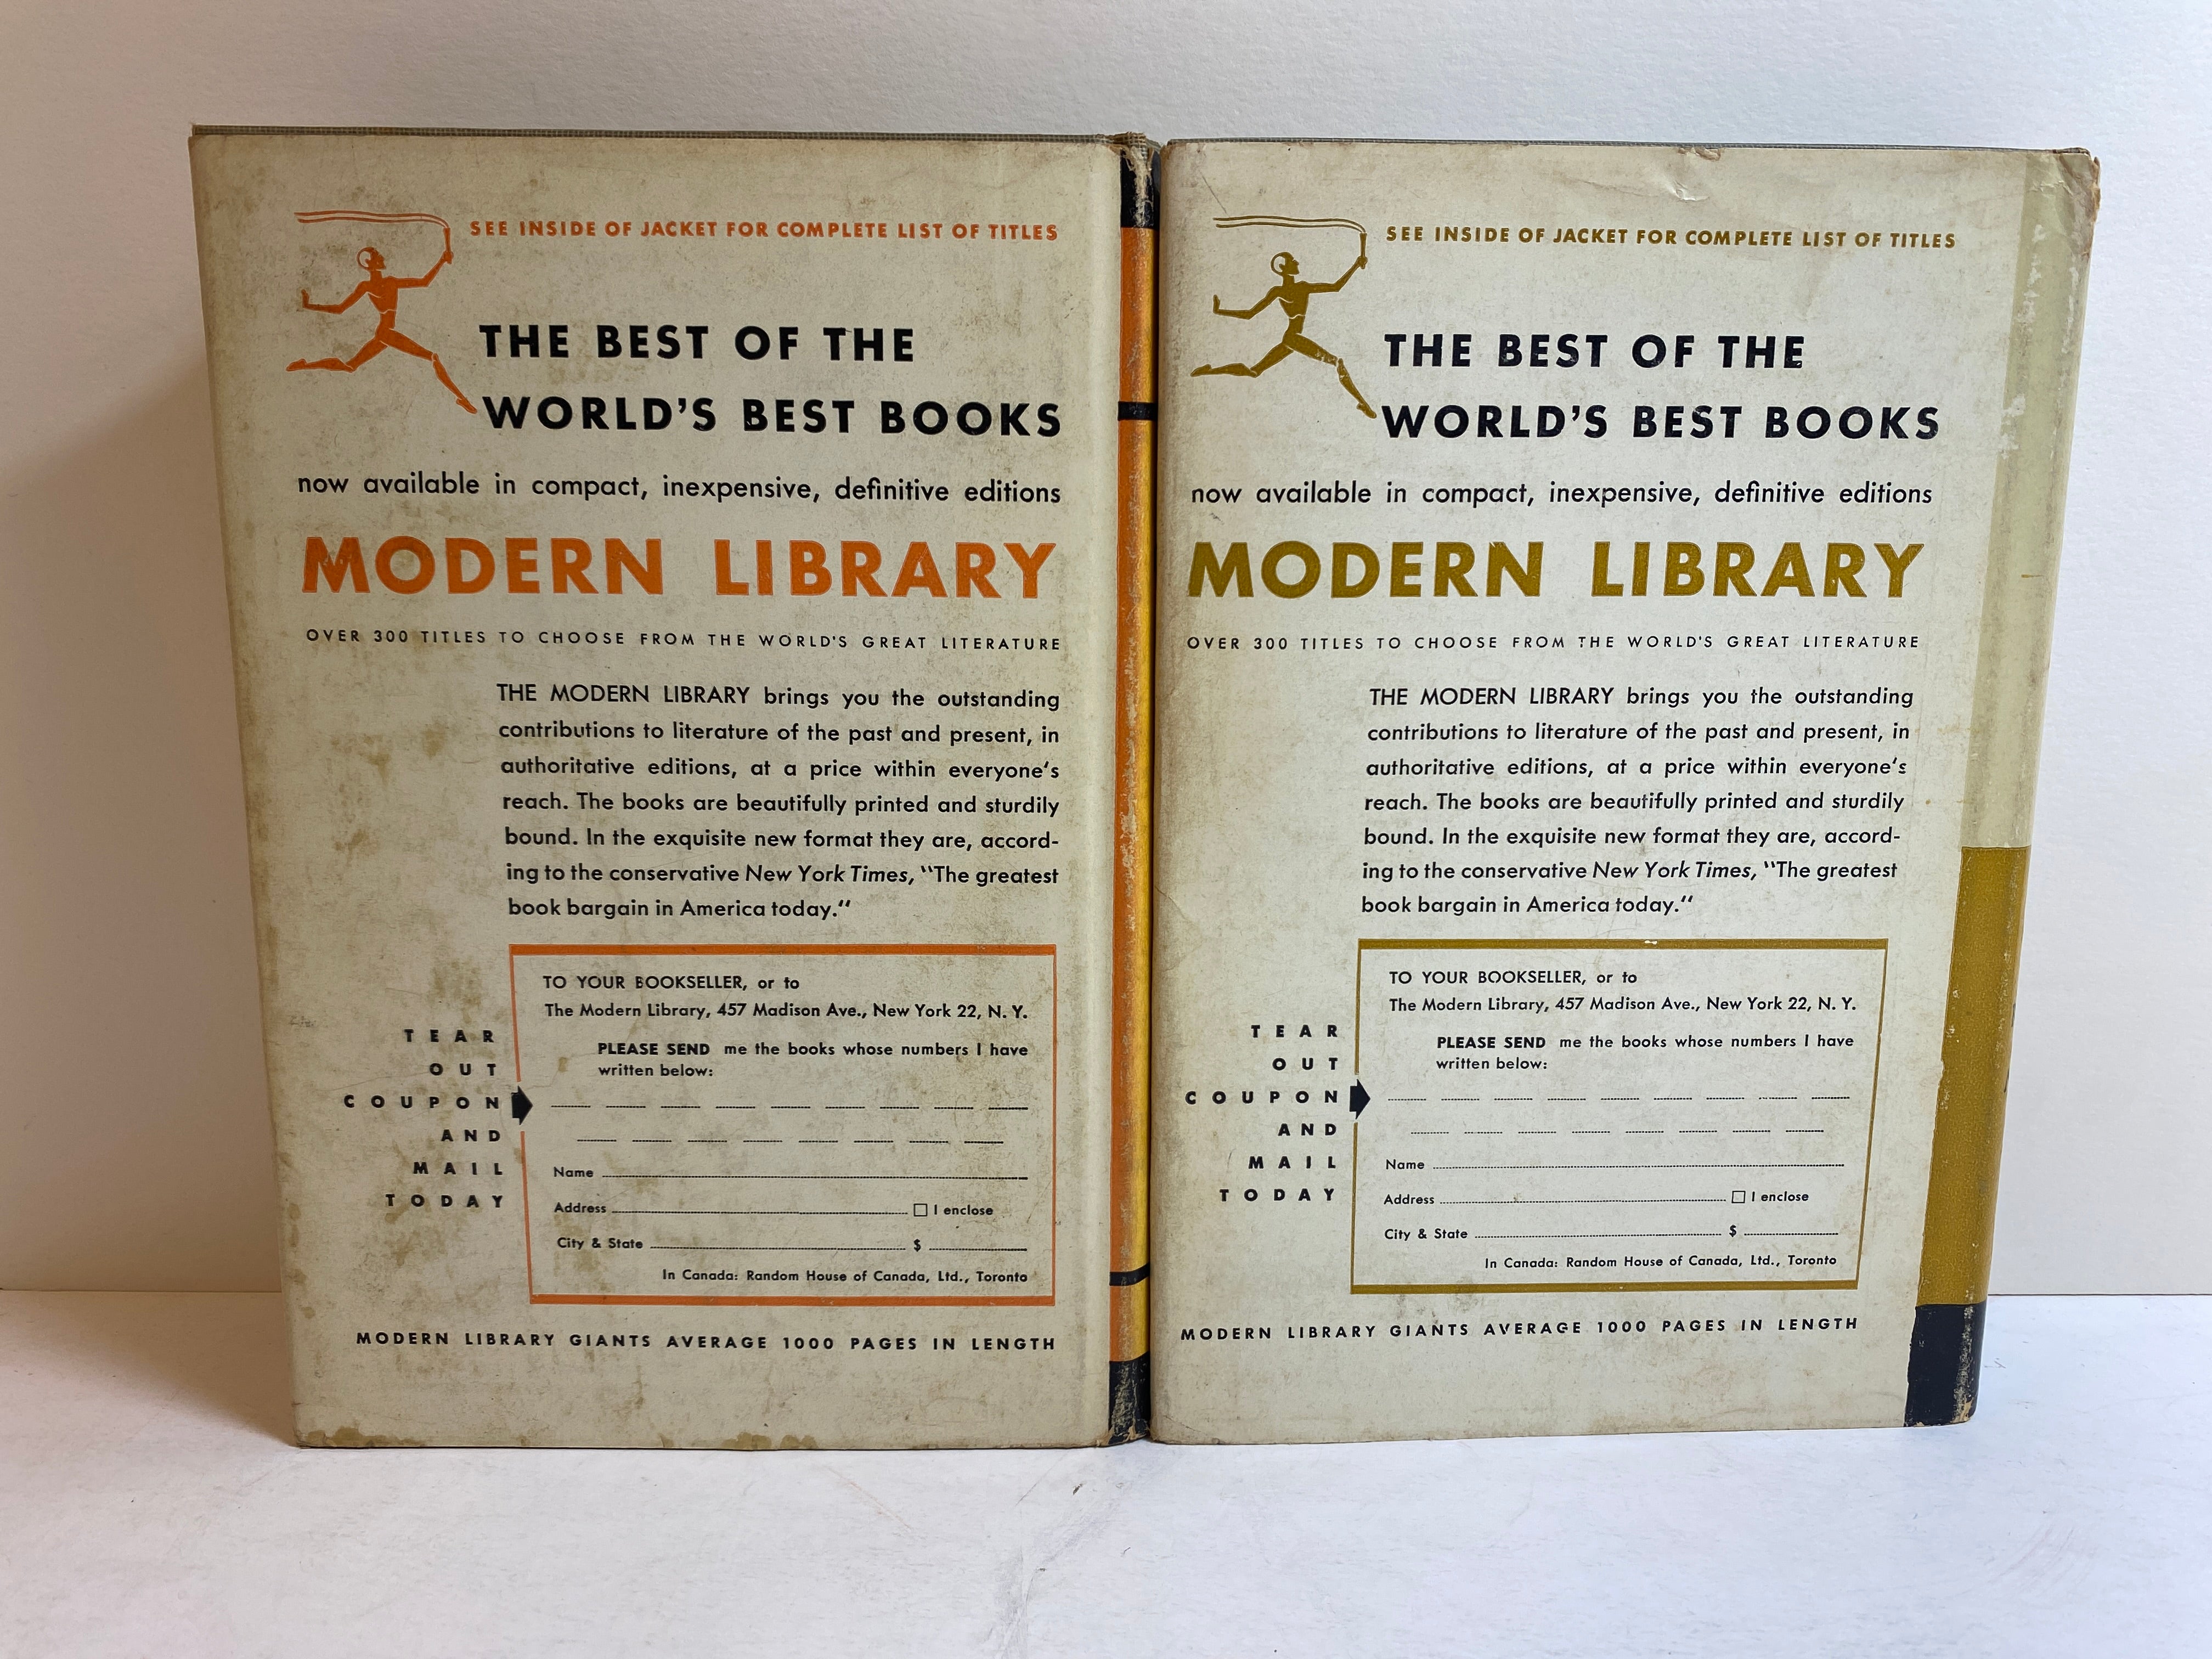 SEE INSIDE OF JACKET FOR COMPLETE LIST OF TITLES
THE BEST OF THE
WORLD'S BEST BOOKS
now available in compact, inexpensive, definitive editions
MODERN LIBRARY
OVER 300 TITLES TO CHOOSE FROM THE WORLD'S GREAT LITERATURE
THE MODERN LIBRARY brings you the outstanding
contributions to literature of the past and present, in
authoritative editions, at a price within everyone's
reach. The books are beautifully printed and sturdily
bound. In the exquisite new format they are, accord-
ing to the conservative New York Times, "The greatest
book bargain in America today."
TEAR
OUT
COUPON
AND
MAIL
TODAY
TO YOUR BOOKSELLER, or to
The Modern Library, 457 Madison Ave., New York 22, N. Y.
PLEASE SEND me the books whose numbers I have
written below:
Name
Address I enclose
City & State $
In Canada: Random House of Canada, Ltd., Toronto
MODERN LIBRARY GIANTS AVERAGE 1000 PAGES IN LENGTH
SEE INSIDE OF JACKET FOR COMPLETE LIST OF TITLES
THE BEST OF THE
WORLD'S BEST BOOKS
now available in compact, inexpensive, definitive editions
MODERN LIBRARY
OVER 300 TITLES TO CHOOSE FROM THE WORLD'S GREAT LITERATURE
THE MODERN LIBRARY brings you the outstanding
contributions to literature of the past and present, in
authoritative editions, at a price within everyone's
reach. The books are beautifully printed and sturdily
bound. In the exquisite new format they are, accord-
ing to the conservative New York Times, "The greatest
book bargain in America today."
TEAR
OUT
COUPON
AND
MAIL
TODAY
TO YOUR BOOKSELLER, or to
The Modern Library, 457 Madison Ave., New York 22, N. Y.
PLEASE SEND me the books whose numbers I have
written below:
Name
Address I enclose
City & State $
In Canada: Random House of Canada, Ltd., Toronto
MODERN LIBRARY GIANTS AVERAGE 1000 PAGES IN LENGTH